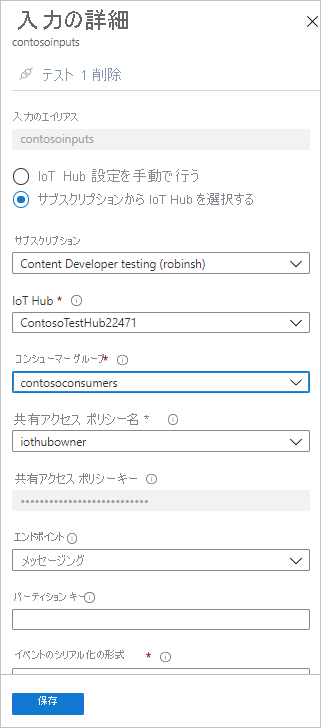 入力の詳細
contosoinputs
テスト 1 削除
入力のエイリアス
contosoinputs
IoT Hub 設定を手動で行う
サブスクリプションから IoT Hub を選択する
サブスクリプション
Content Developer testing (robinsh)
IoT Hub *
ContosoTestHub22471
コンシューマー グループ*
contosoconsumers
共有アクセス ポリシー名 *
iothubowner
共有アクセス ポリシー キー
••••••••••••••••••••••••••••
エンドポイント
メッセージング
パーティション キー
イベントのシリアル化の形式 *
保存